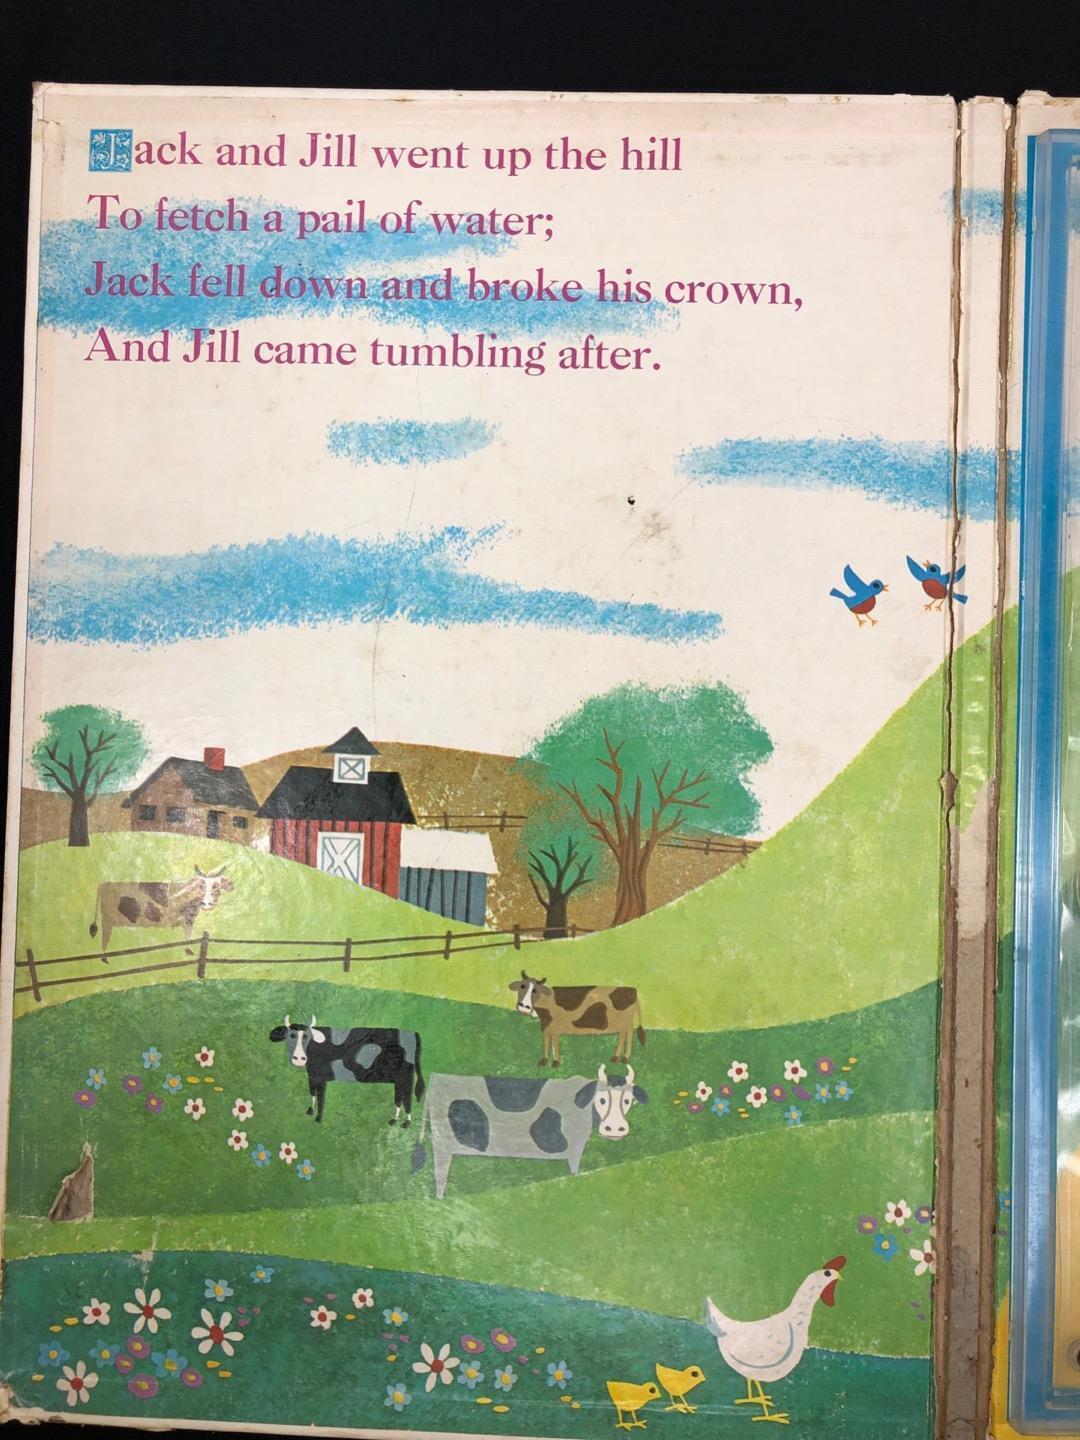 Jack and Jill went up the hill
To fetch a pail of water;
Jack fell down and broke his crown,
And Jill came tumbling after.